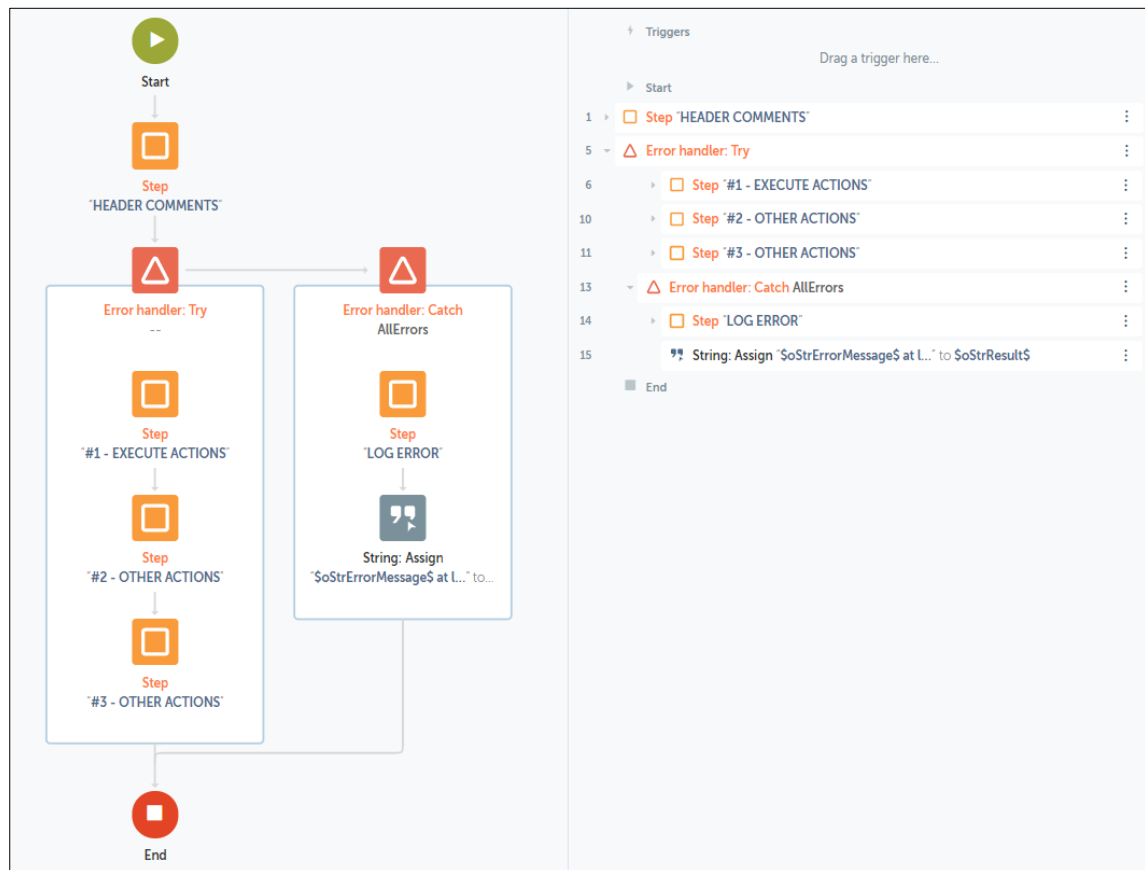 Start
Step
"HEADER COMMENTS"
Error handler: Try
--
Step
"#1 - EXECUTE ACTIONS"
Step
"#2 - OTHER ACTIONS"
Step
"#3 - OTHER ACTIONS"
Error handler: Catch
AllErrors
Step
"LOG ERROR"
String: Assign
"$oStrErrorMessage$ at l..." to...
End
Triggers
Drag a trigger here...
Start
1 Step "HEADER COMMENTS"
5 Error handler: Try
6 Step "#1 - EXECUTE ACTIONS"
10 Step "#2 - OTHER ACTIONS"
11 Step "#3 - OTHER ACTIONS"
13 Error handler: Catch AllErrors
14 Step "LOG ERROR"
15 String: Assign "$oStrErrorMessage$ at l..." to $oStrResult$
End